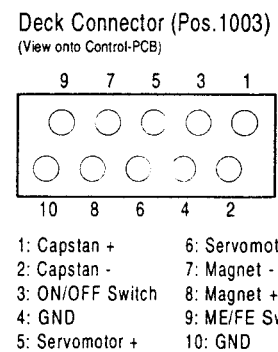 Deck Connector (Pos.1003)
(View onto Control-PCB)
9 7 5 3 1
10 8 6 4 2
1: Capstan +
2: Capstan -
3: ON/OFF Switch
4: GND
5: Servomotor +
6: Servomot
7: Magnet -
8: Magnet +
9: ME/FE Sw
10: GND